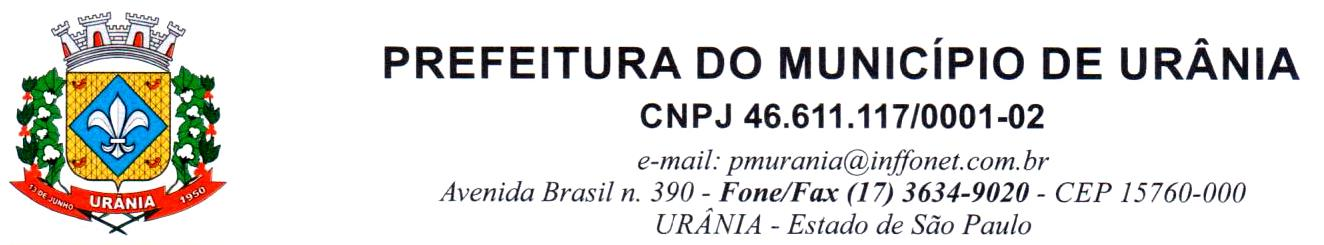 PREFEITURA DO MUNICÍPIO DE URÂNIA
CNPJ 46.611.117/0001-02
e-mail: pmurania@inffonet.com.br
Avenida Brasil n. 390 - Fone/Fax (17) 3634-9020 - CEP 15760-000
URÂNIA - Estado de São Paulo
13 DE JUNHO URÂNIA 1950